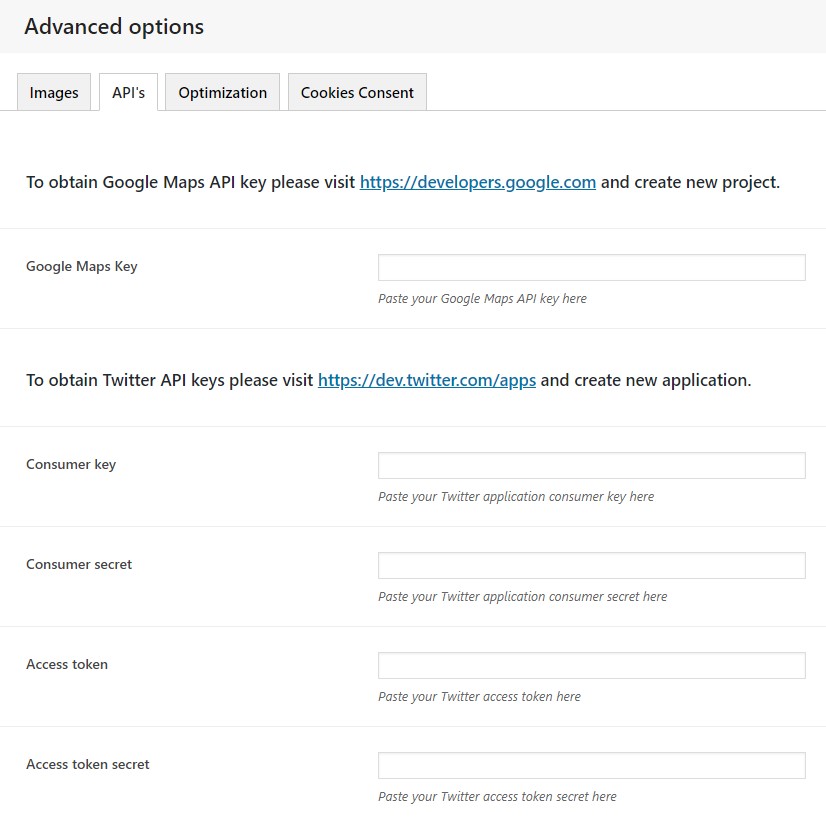 Advanced options
Images API's Optimization Cookies Consent
To obtain Google Maps API key please visit https://developers.google.com and create new project.
Google Maps Key
Paste your Google Maps API key here
To obtain Twitter API keys please visit https://dev.twitter.com/apps and create new application.
Consumer key
Paste your Twitter application consumer key here
Consumer secret
Paste your Twitter application consumer secret here
Access token
Paste your Twitter access token here
Access token secret
Paste your Twitter access token secret here